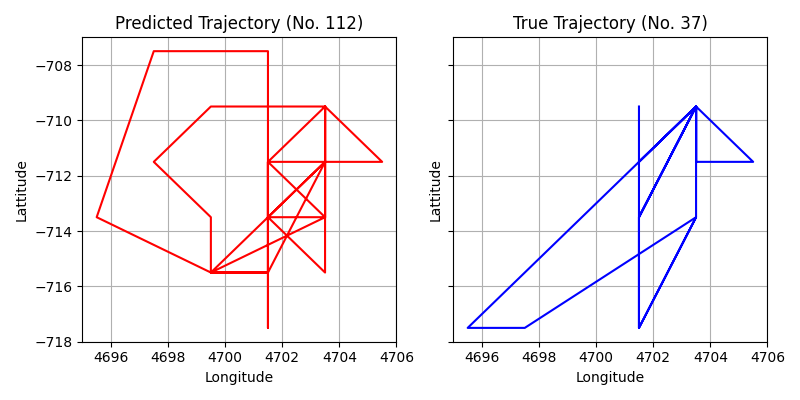 Predicted Trajectory (No. 112)
True Trajectory (No. 37)
Lattitude
−708
−710
−712
−714
−716
−718
4696 4698 4700 4702 4704 4706
Longitude
Lattitude
4696 4698 4700 4702 4704 4706
Longitude